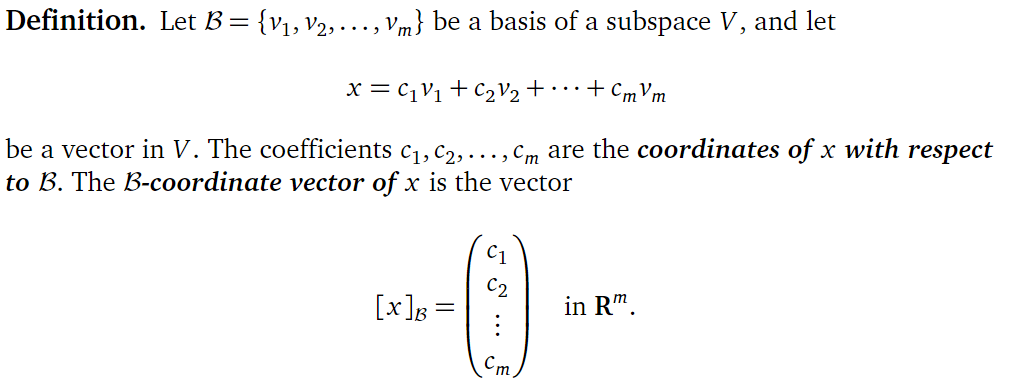 Definition. Let ℬ = {v₁, v₂, . . . , vₘ} be a basis of a subspace V, and let
x = c₁v₁ + c₂v₂ + · · · + cₘvₘ
be a vector in V. The coefficients c₁, c₂, . . . , cₘ are the coordinates of x with respect
to ℬ. The ℬ-coordinate vector of x is the vector
[x]ℬ = (c₁ c₂ ⋮ cₘ) in Rᵐ.